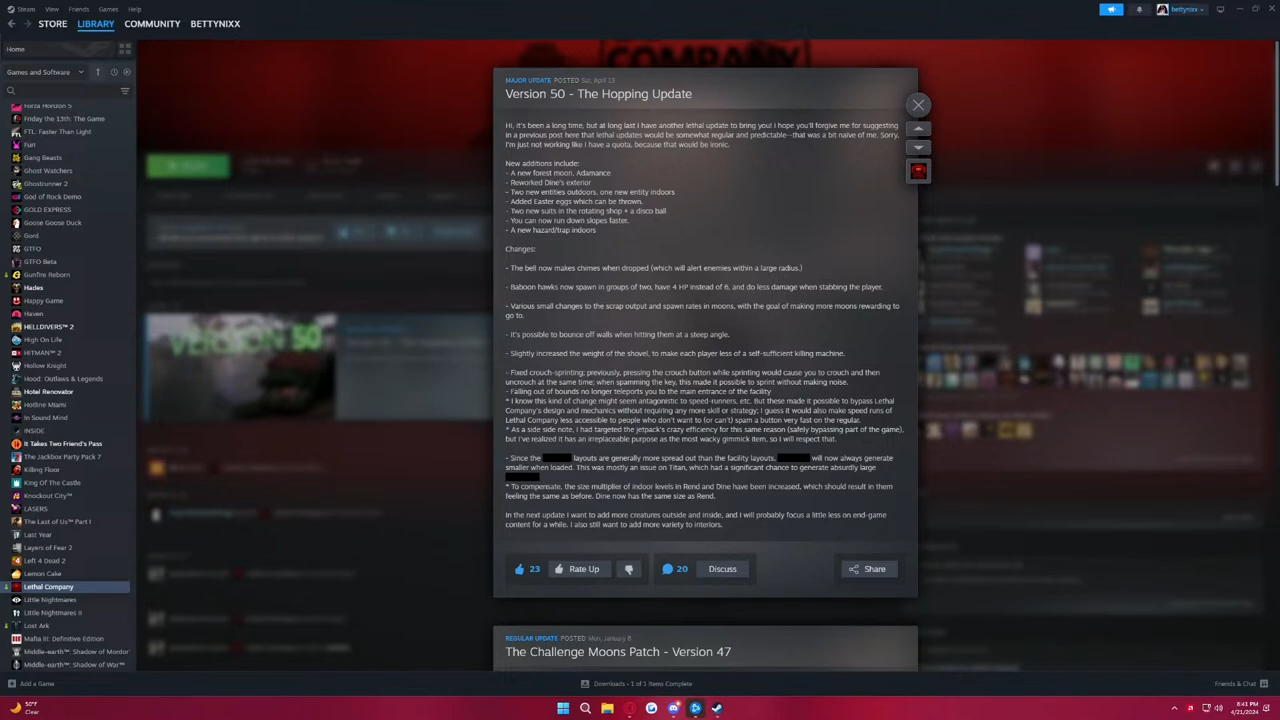 Steam View Friends Games Help
bettynixx
STORE LIBRARY COMMUNITY BETTYNIXX
Home
Games and Software
Forza Horizon 5
Friday the 13th: The Game
FTL: Faster Than Light
Furi
Gang Beasts
Ghost Watchers
Ghostrunner 2
God of Rock Demo
GOLD EXPRESS
Goose Goose Duck
Gord
GTFO
GTFO Beta
Gunfire Reborn
Hades
Happy Game
Haven
HELLDIVERS™ 2
High On Life
HITMAN™ 2
Hollow Knight
Hood: Outlaws & Legends
Hotel Renovator
Hotline Miami
In Sound Mind
INSIDE
It Takes Two Friend's Pass
The Jackbox Party Pack 7
Killing Floor
King Of The Castle
Knockout City™
LASERS
The Last of Us™ Part I
Last Year
Layers of Fear 2
Left 4 Dead 2
Lemon Cake
Lethal Company
Little Nightmares
Little Nightmares II
Lost Ark
Mafia III: Definitive Edition
Middle-earth™: Shadow of Mordor
Middle-earth™: Shadow of War™
Add a Game
COMPANY
VERSION 50
MAJOR UPDATE POSTED Sat, April 13
Version 50 - The Hopping Update
Hi, it's been a long time, but at long last I have another lethal update to bring you! I hope you'll forgive me for suggesting
in a previous post here that lethal updates would be somewhat regular and predictable--that was a bit naive of me. Sorry,
I'm just not working like I have a quota, because that would be ironic.
New additions include:
- A new forest moon, Adamance
- Reworked Dine's exterior
- Two new entities outdoors, one new entity indoors
- Added Easter eggs which can be thrown.
- Two new suits in the rotating shop + a disco ball
- You can now run down slopes faster.
- A new hazard/trap indoors
Changes:
- The bell now makes chimes when dropped (which will alert enemies within a large radius.)
- Baboon hawks now spawn in groups of two, have 4 HP instead of 6, and do less damage when stabbing the player.
- Various small changes to the scrap output and spawn rates in moons, with the goal of making more moons rewarding to
go to.
- It's possible to bounce off walls when hitting them at a steep angle.
- Slightly increased the weight of the shovel, to make each player less of a self-sufficient killing machine.
- Fixed crouch-sprinting; previously, pressing the crouch button while sprinting would cause you to crouch and then
uncrouch at the same time; when spamming the key, this made it possible to sprint without making noise.
- Falling out of bounds no longer teleports you to the main entrance of the facility
* I know this kind of change might seem antagonistic to speed-runners, etc. But these made it possible to bypass Lethal
Company's design and mechanics without requiring any more skill or strategy; I guess it would also make speed runs of
Lethal Company less accessible to people who don't want to (or can't) spam a button very fast on the regular.
* As a side side note, I had targeted the jetpack's crazy efficiency for this same reason (safely bypassing part of the game),
but I've realized it has an irreplaceable purpose as the most wacky gimmick item, so I will respect that.
- Since the layouts are generally more spread out than the facility layouts, will now always generate
smaller when loaded. This was mostly an issue on Titan, which had a significant chance to generate absurdly large
* To compensate, the size multiplier of indoor levels in Rend and Dine have been increased, which should result in them
feeling the same as before. Dine now has the same size as Rend.
In the next update I want to add more creatures outside and inside, and I will probably focus a little less on end-game
content for a while. I also still want to add more variety to interiors.
23 Rate Up 20 Discuss Share
REGULAR UPDATE POSTED Mon, January 8
The Challenge Moons Patch - Version 47
Downloads - 1 of 1 Items Complete
Friends & Chat
50°F
Clear
8:41 PM
4/21/2024